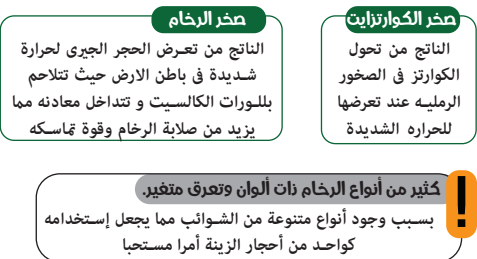 صخر الكوارتزايت
الناتج من تحول
الكوارتز فى الصخور
الرمليه عند تعرضها
للحراره الشديدة
صخر الرخام
الناتج من تعرض الحجر الجيرى لحرارة
شديدة فى باطن الارض حيث تتلاحم
بللورات الكالسيت و تتداخل معادنه مما
يزيد من صلابة الرخام وقوة تماسكه
!
كثير من أنواع الرخام ذات ألوان وتعرق متغير.
بسبب وجود أنواع متنوعة من الشوائب مما يجعل إستخدامه
كواحد من أحجار الزينة أمرا مستحبا